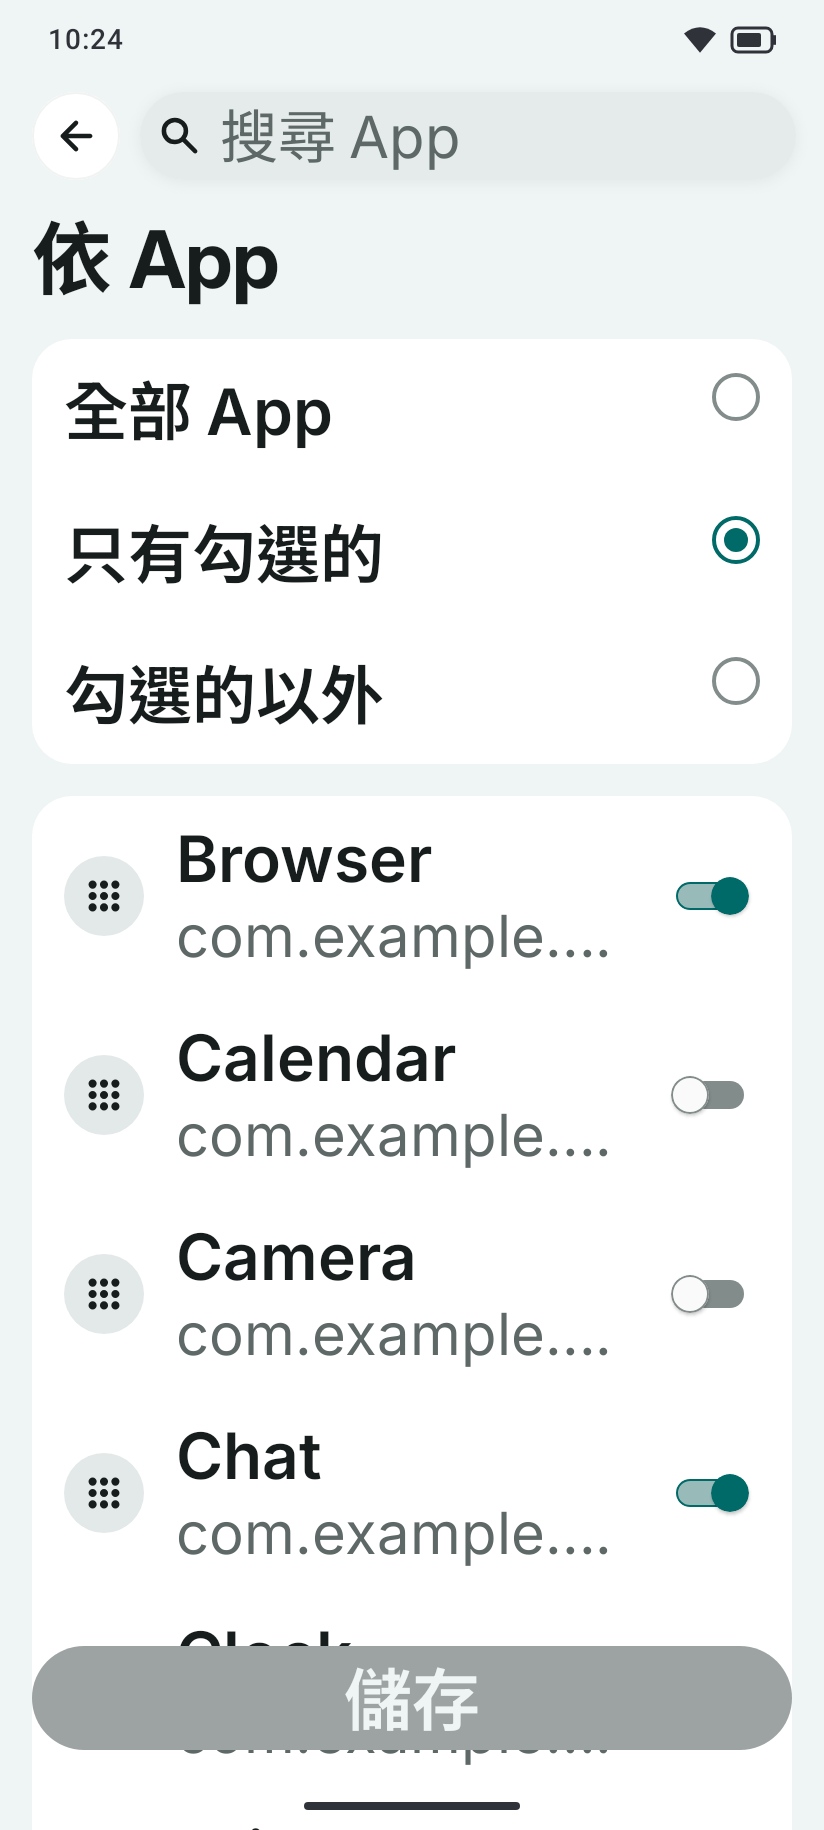 10:24
搜尋 App
依 App
全部 App
只有勾選的
勾選的以外
Browser
com.example....
Calendar
com.example....
Camera
com.example....
Chat
com.example....
儲存